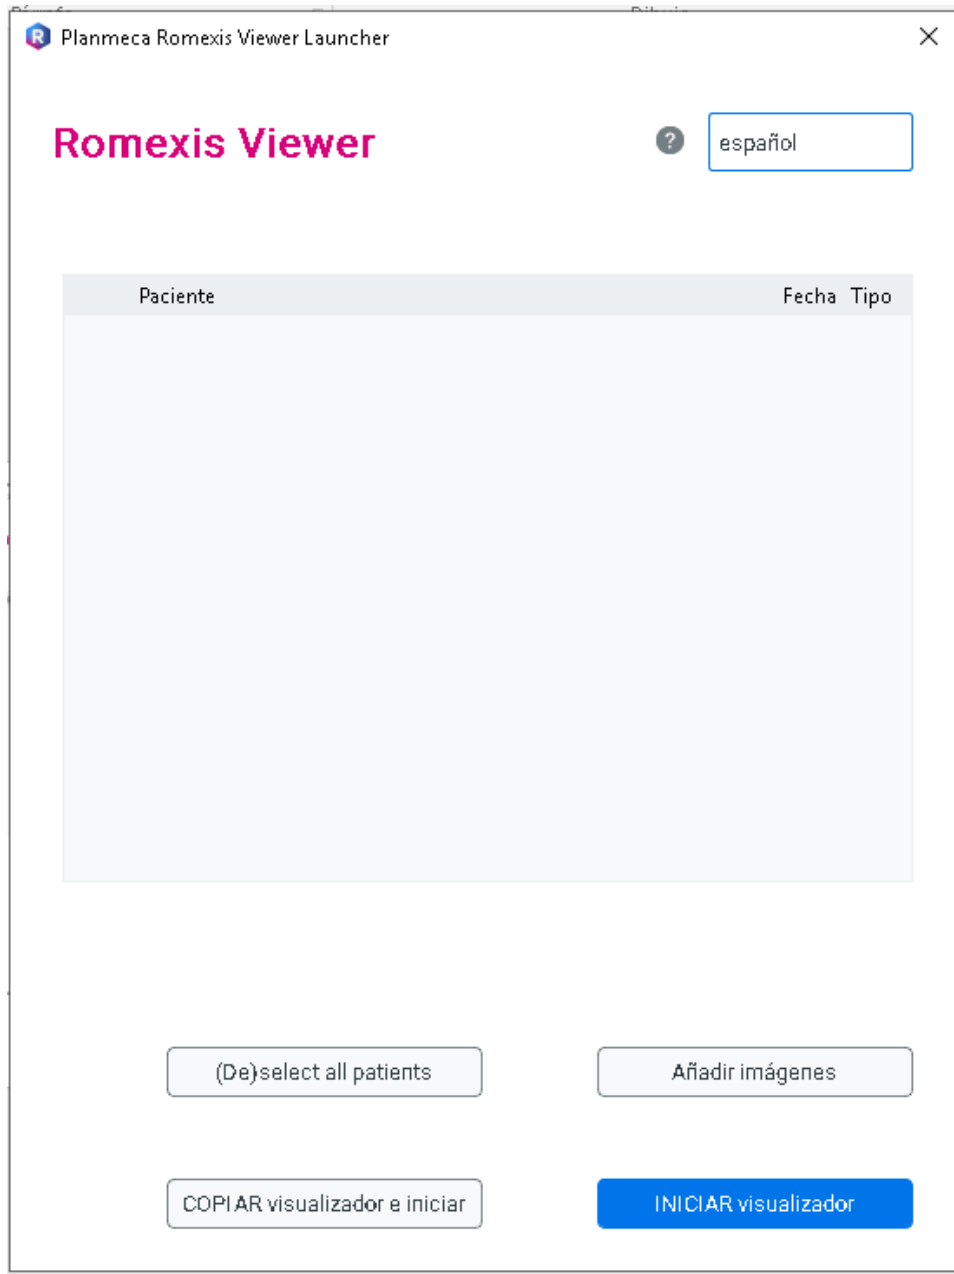 Planmeca Romexis Viewer Launcher
Romexis Viewer
? español
Paciente Fecha Tipo
(De)select all patients Añadir imágenes
COPIAR visualizador e iniciar INICIAR visualizador